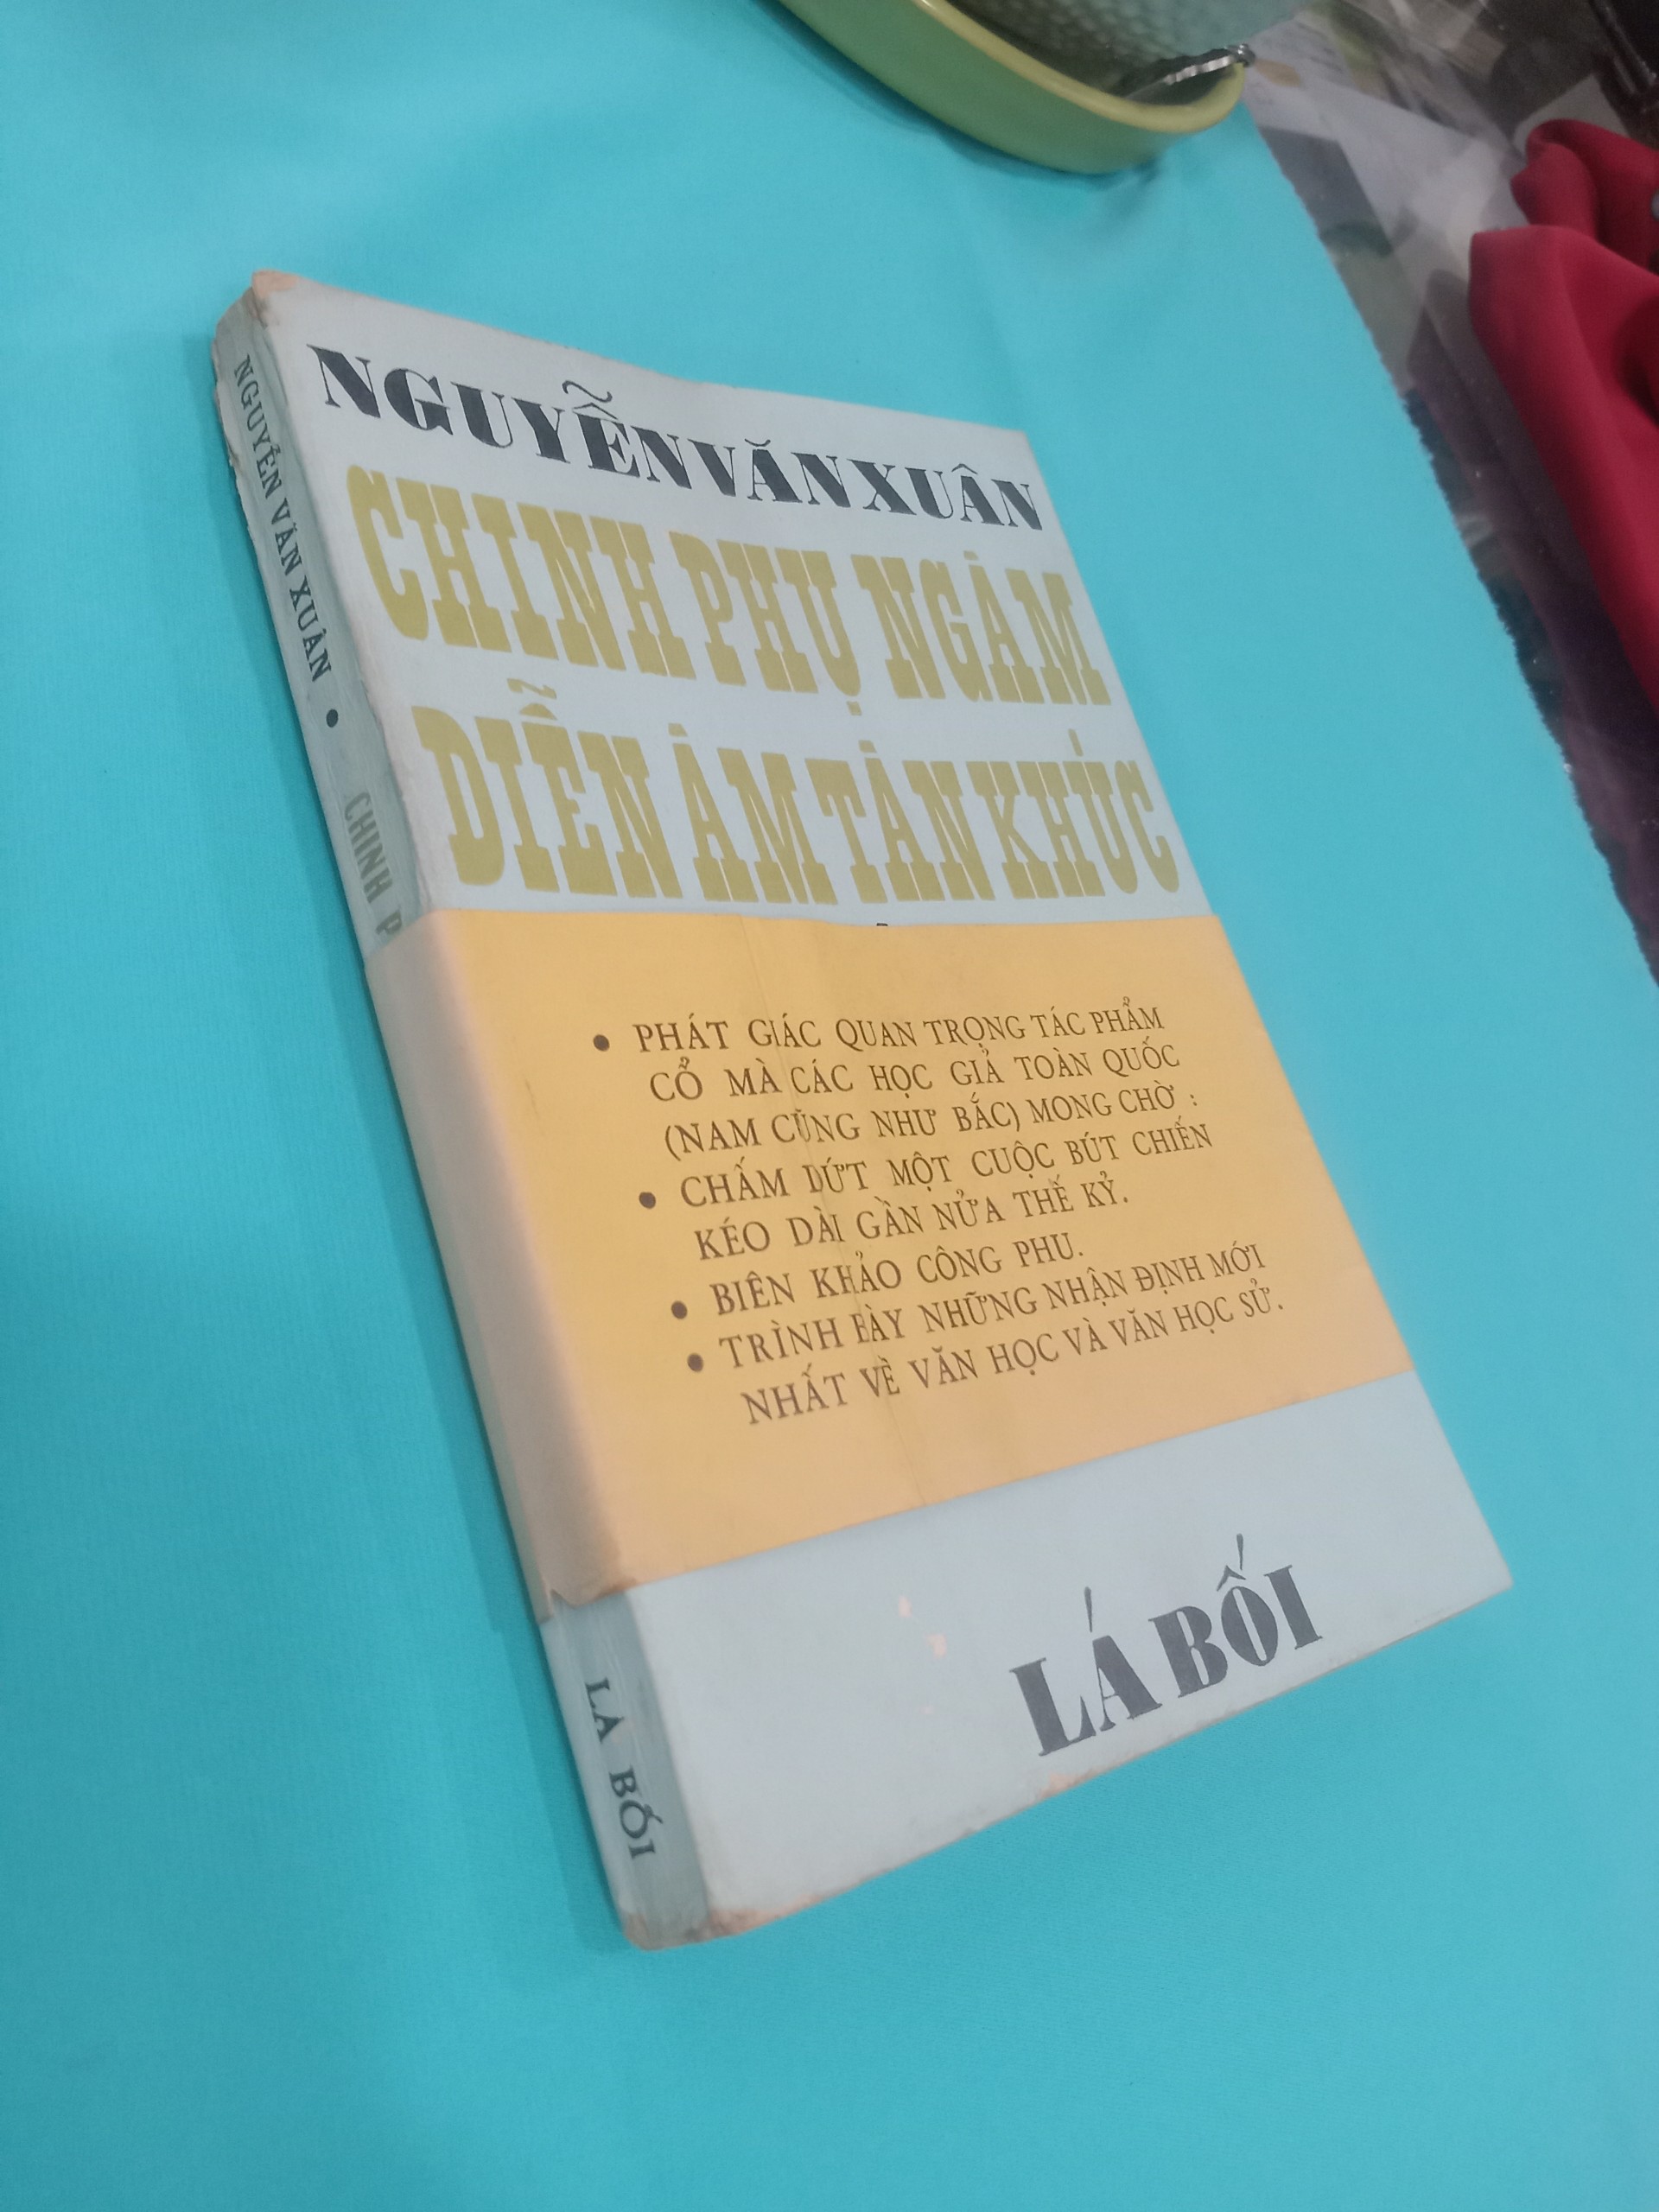 NGUYỄN VĂN XUÂN
CHINH PHỤ NGÂM
DIỄN ÂM TÂN KHÚC
• PHÁT GIÁC QUAN TRỌNG TÁC PHẨM
CỔ MÀ CÁC HỌC GIẢ TOÀN QUỐC
(NAM CŨNG NHƯ BẮC) MONG CHỜ :
• CHẤM DỨT MỘT CUỘC BÚT CHIẾN
KÉO DÀI GẦN NỬA THẾ KỶ.
• BIÊN KHẢO CÔNG PHU.
• TRÌNH BÀY NHỮNG NHẬN ĐỊNH MỚI
NHẤT VỀ VĂN HỌC VÀ VĂN HỌC SỬ.
LÁ BỐI
NGUYỄN VĂN XUÂN • CHINH P
LÁ BỐI